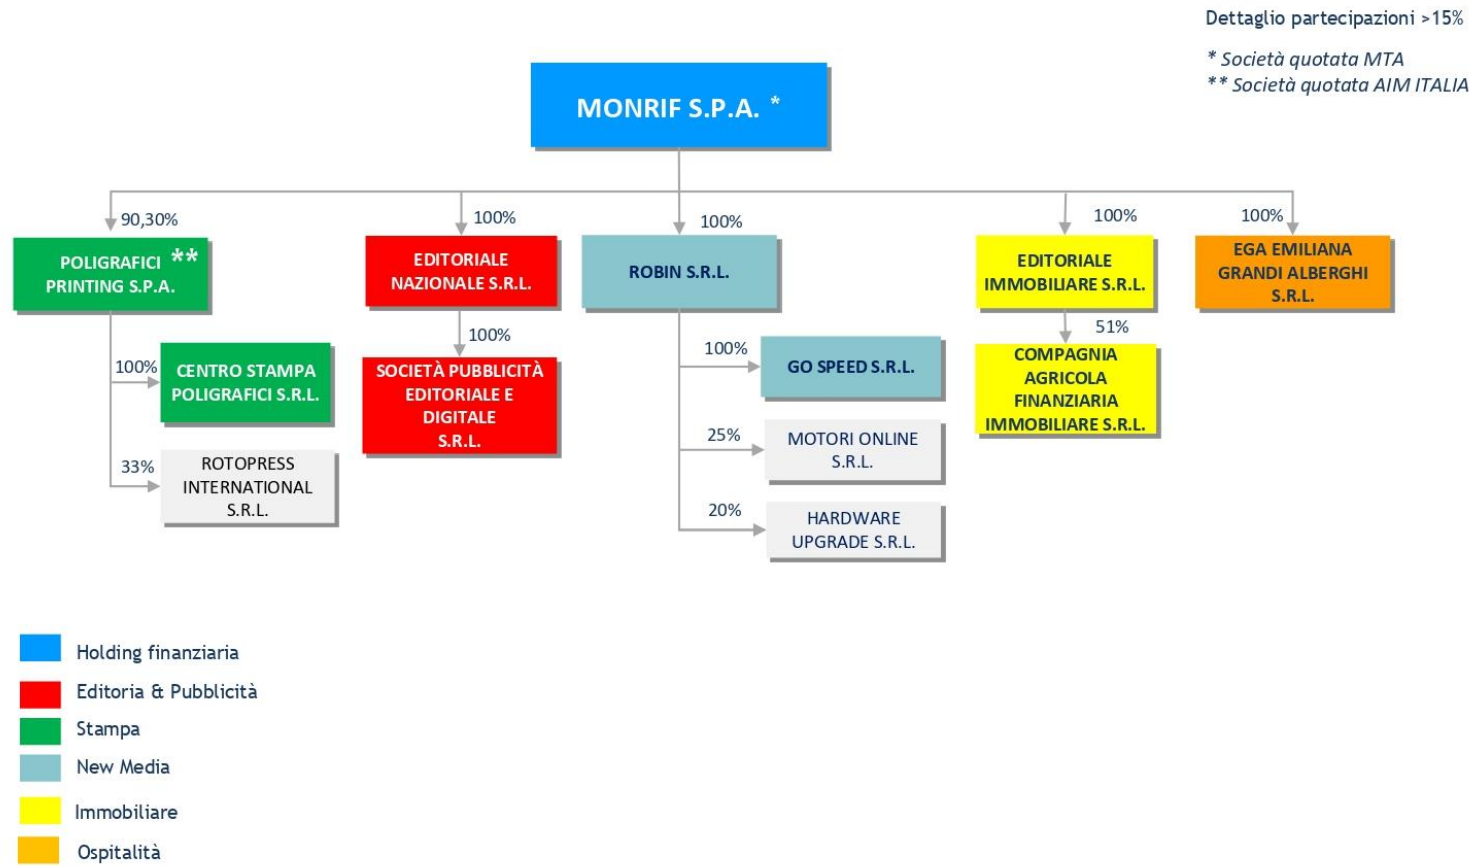 Dettaglio partecipazioni >15%
* Società quotata MTA
** Società quotata AIM ITALIA
MONRIF S.P.A. *
90,30%
100%
100%
100%
100%
POLIGRAFICI **
PRINTING S.P.A.
EDITORIALE
NAZIONALE S.R.L.
ROBIN S.R.L.
EDITORIALE
IMMOBILIARE S.R.L.
EGA EMILIANA
GRANDI ALBERGHI
S.R.L.
100%
CENTRO STAMPA
POLIGRAFICI S.R.L.
33%
ROTOPRESS
INTERNATIONAL
S.R.L.
100%
SOCIETÀ PUBBLICITÀ
EDITORIALE E
DIGITALE
S.R.L.
100%
GO SPEED S.R.L.
25%
MOTORI ONLINE
S.R.L.
20%
HARDWARE
UPGRADE S.R.L.
51%
COMPAGNIA
AGRICOLA
FINANZIARIA
IMMOBILIARE S.R.L.
Holding finanziaria
Editoria & Pubblicità
Stampa
New Media
Immobiliare
Ospitalità